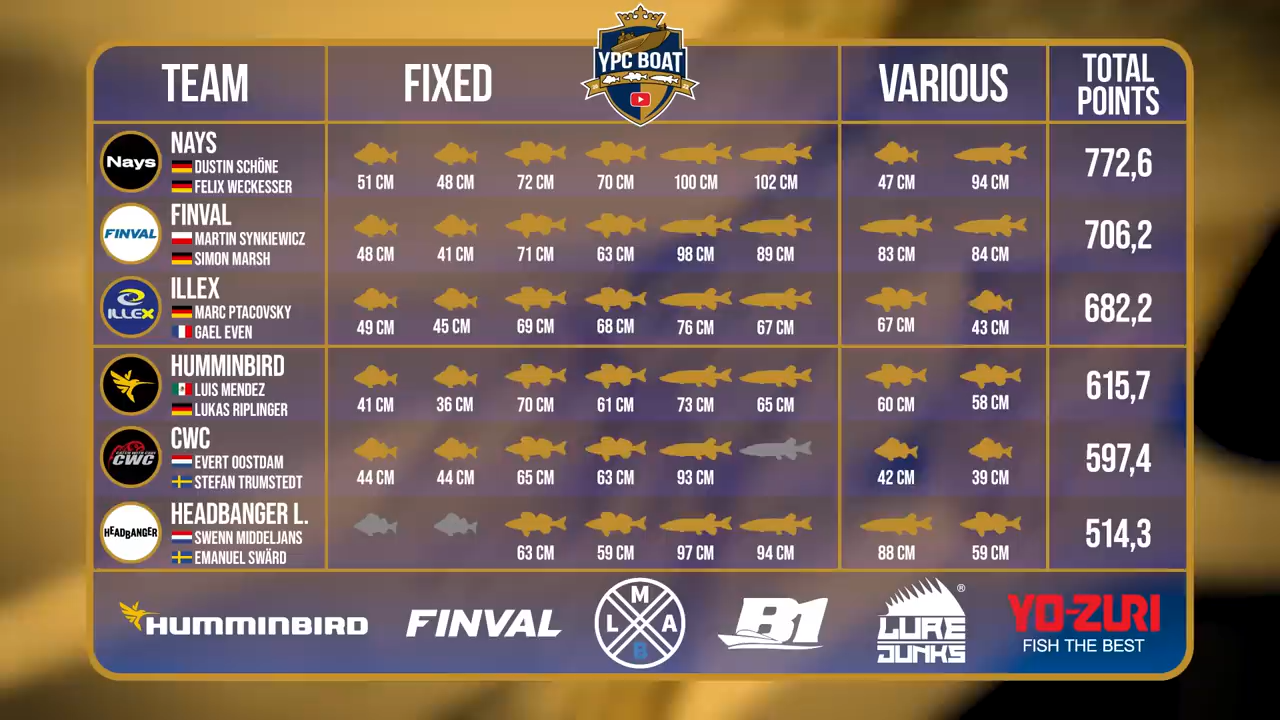 YPC BOAT
TEAM FIXED VARIOUS TOTAL POINTS
Nays NAYS
DUSTIN SCHÖNE
FELIX WECKESSER
51 CM 48 CM 72 CM 70 CM 100 CM 102 CM 47 CM 94 CM 772,6
FINVAL FINVAL
MARTIN SYNKIEWICZ
SIMON MARSH
48 CM 41 CM 71 CM 63 CM 98 CM 89 CM 83 CM 84 CM 706,2
ILLEX ILLEX
MARC PTACOVSKY
GAEL EVEN
49 CM 45 CM 69 CM 68 CM 76 CM 67 CM 67 CM 43 CM 682,2
HUMMINBIRD
LUIS MENDEZ
LUKAS RIPLINGER
41 CM 36 CM 70 CM 61 CM 73 CM 65 CM 60 CM 58 CM 615,7
CWC CWC
EVERT OOSTDAM
STEFAN TRUMSTEDT
44 CM 44 CM 65 CM 63 CM 93 CM 42 CM 39 CM 597,4
HEADBANGER HEADBANGER L.
SWENN MIDDELJANS
EMANUEL SWÄRD
63 CM 59 CM 97 CM 94 CM 88 CM 59 CM 514,3
HUMMINBIRD FINVAL M L A B B1 LURE JUNKS ® YO-ZURI
FISH THE BEST